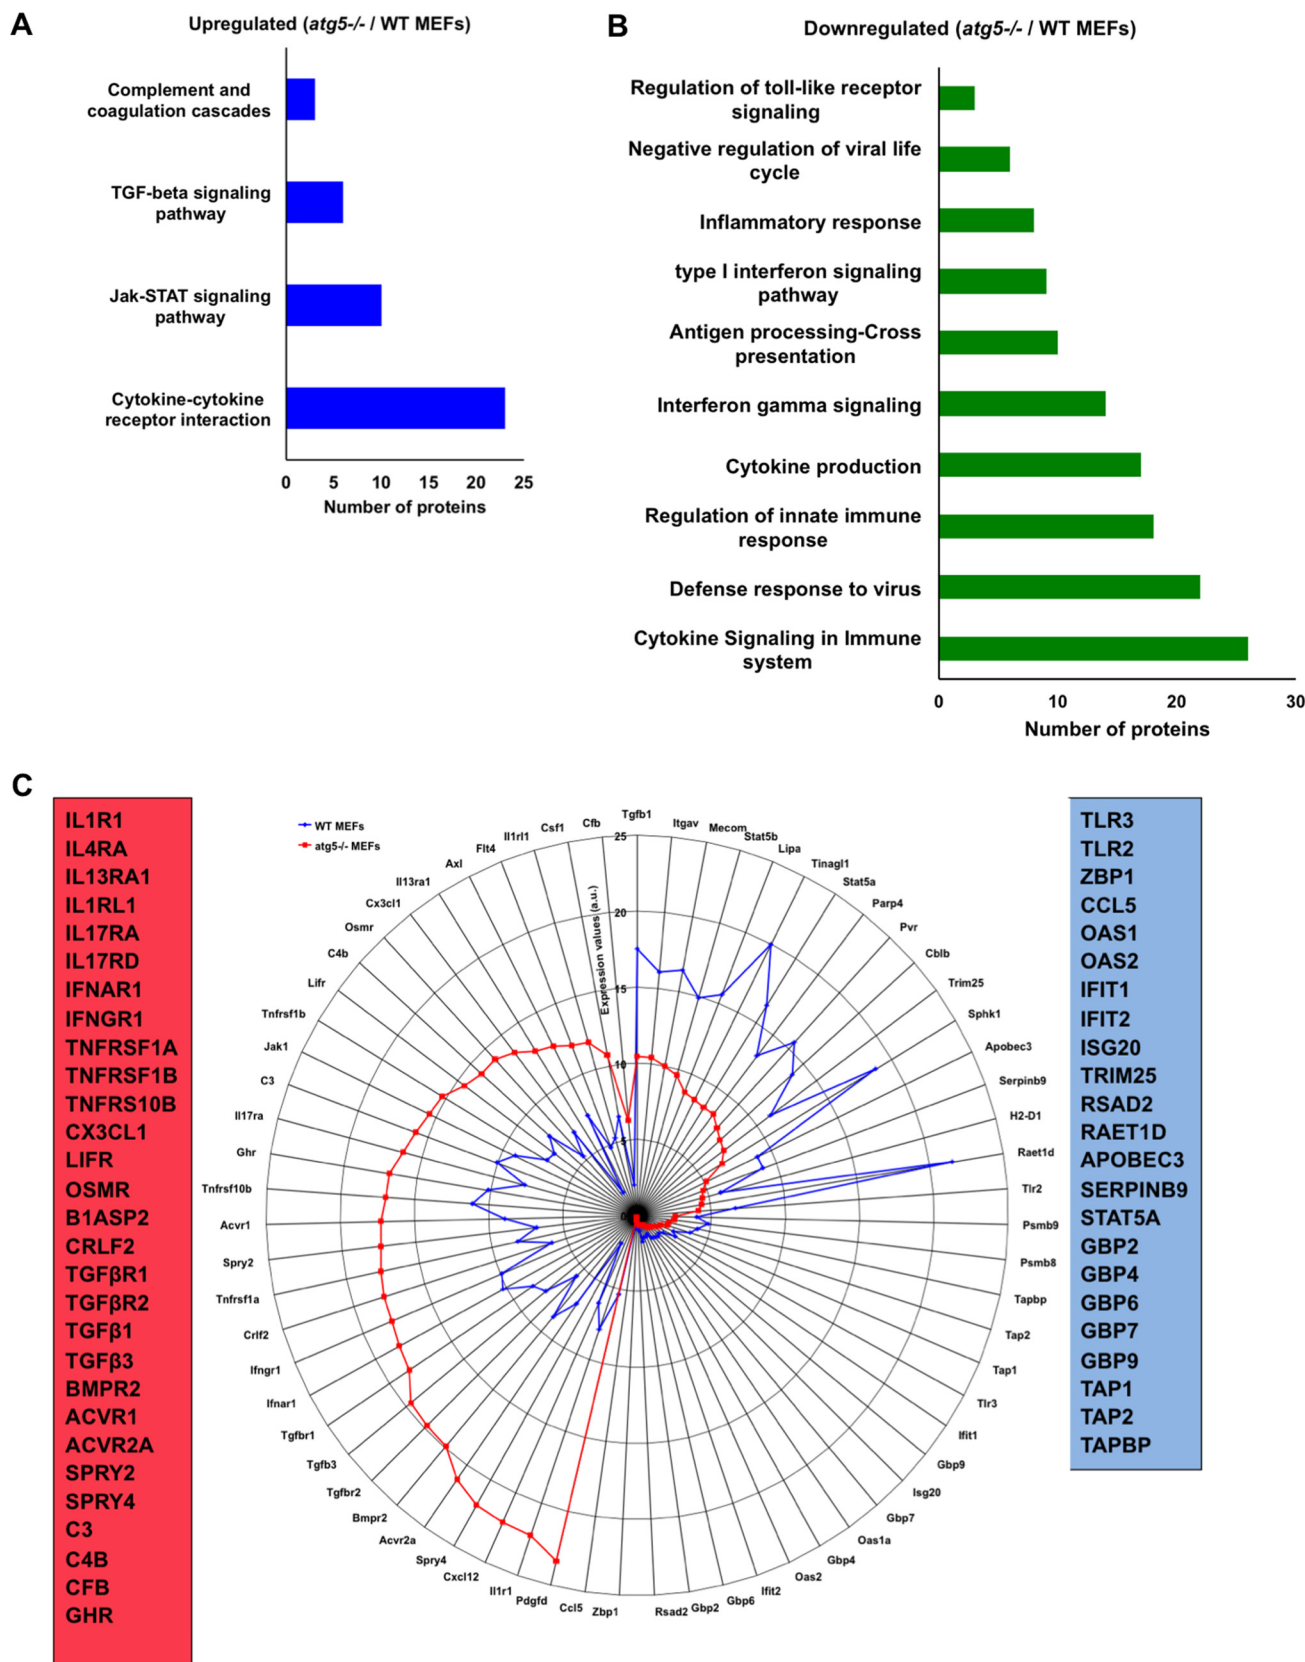 A
Upregulated (atg5-/- / WT MEFs)
Complement and
coagulation cascades
TGF-beta signaling
pathway
Jak-STAT signaling
pathway
Cytokine-cytokine
receptor interaction
0 5 10 15 20 25
Number of proteins
B
Downregulated (atg5-/- / WT MEFs)
Regulation of toll-like receptor
signaling
Negative regulation of viral life
cycle
Inflammatory response
type I interferon signaling
pathway
Antigen processing-Cross
presentation
Interferon gamma signaling
Cytokine production
Regulation of innate immune
response
Defense response to virus
Cytokine Signaling in Immune
system
0 10 20 30
Number of proteins
C
IL1R1
IL4RA
IL13RA1
IL1RL1
IL17RA
IL17RD
IFNAR1
IFNGR1
TNFRSF1A
TNFRSF1B
TNFRS10B
CX3CL1
LIFR
OSMR
B1ASP2
CRLF2
TGFβR1
TGFβR2
TGFβ1
TGFβ3
BMPR2
ACVR1
ACVR2A
SPRY2
SPRY4
C3
C4B
CFB
GHR
WT MEFs
atg5-/- MEFs
Expression values (a.u.)
25
20
15
10
5
0
Tgfb1
Itgav
Mecom
Stat5b
Lipa
Tinagl1
Stat5a
Parp4
Pvr
Cblb
Trim25
Sphk1
Apobec3
Serpinb9
H2-D1
Raet1d
Tlr2
Psmb9
Psmb8
Tapbp
Tap2
Tap1
Tlr3
Ifit1
Gbp9
Isg20
Gbp7
Oas1a
Gbp4
Oas2
Ifit2
Gbp6
Gbp2
Rsad2
Zbp1
Ccl5
Pdgfd
Il1r1
Cxcl12
Spry4
Acvr2a
Bmpr2
Tgfbr2
Tgfb3
Tgfbr1
Ifnar1
Ifngr1
Crlf2
Tnfrsf1a
Spry2
Acvr1
Tnfrsf10b
Ghr
Il17ra
C3
Jak1
Tnfrsf1b
Lifr
C4b
Osmr
Cx3cl1
Il13ra1
Axl
Flt4
Il1rl1
Csf1
Cfb
TLR3
TLR2
ZBP1
CCL5
OAS1
OAS2
IFIT1
IFIT2
ISG20
TRIM25
RSAD2
RAET1D
APOBEC3
SERPINB9
STAT5A
GBP2
GBP4
GBP6
GBP7
GBP9
TAP1
TAP2
TAPBP